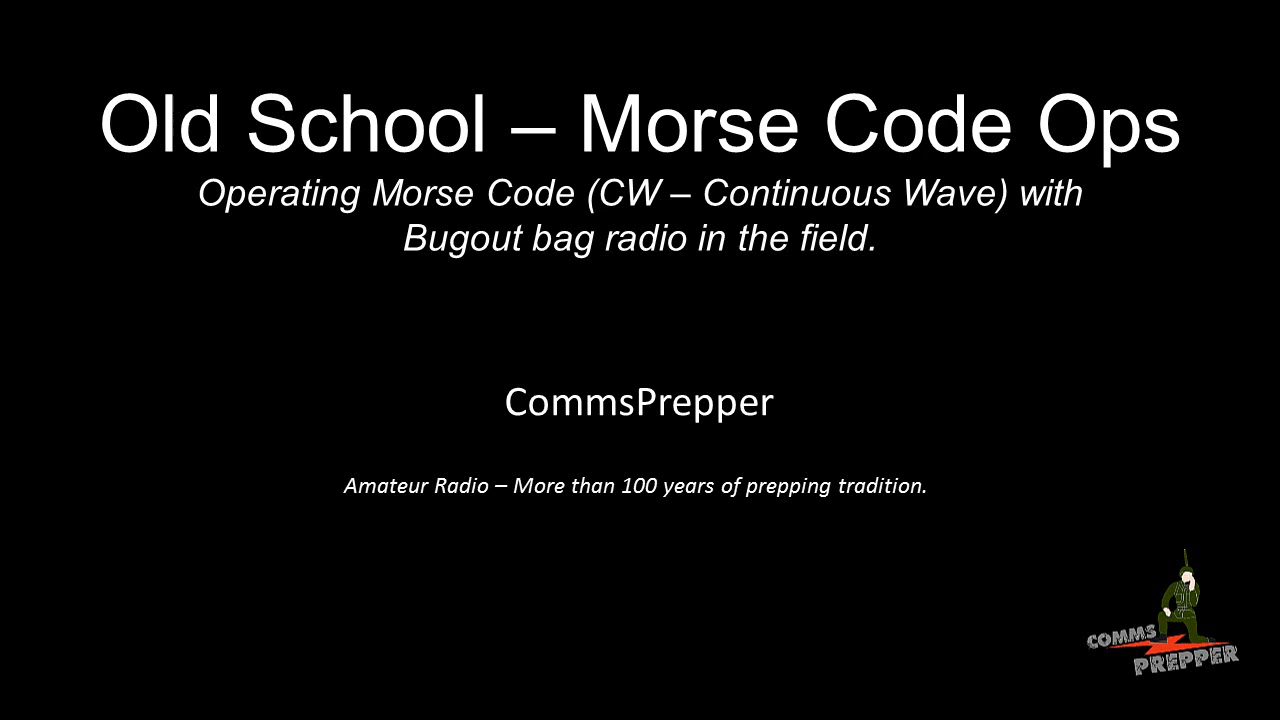 Old School – Morse Code Ops
Operating Morse Code (CW – Continuous Wave) with
Bugout bag radio in the field.
CommsPrepper
Amateur Radio – More than 100 years of prepping tradition.
COMMS
PREPPER